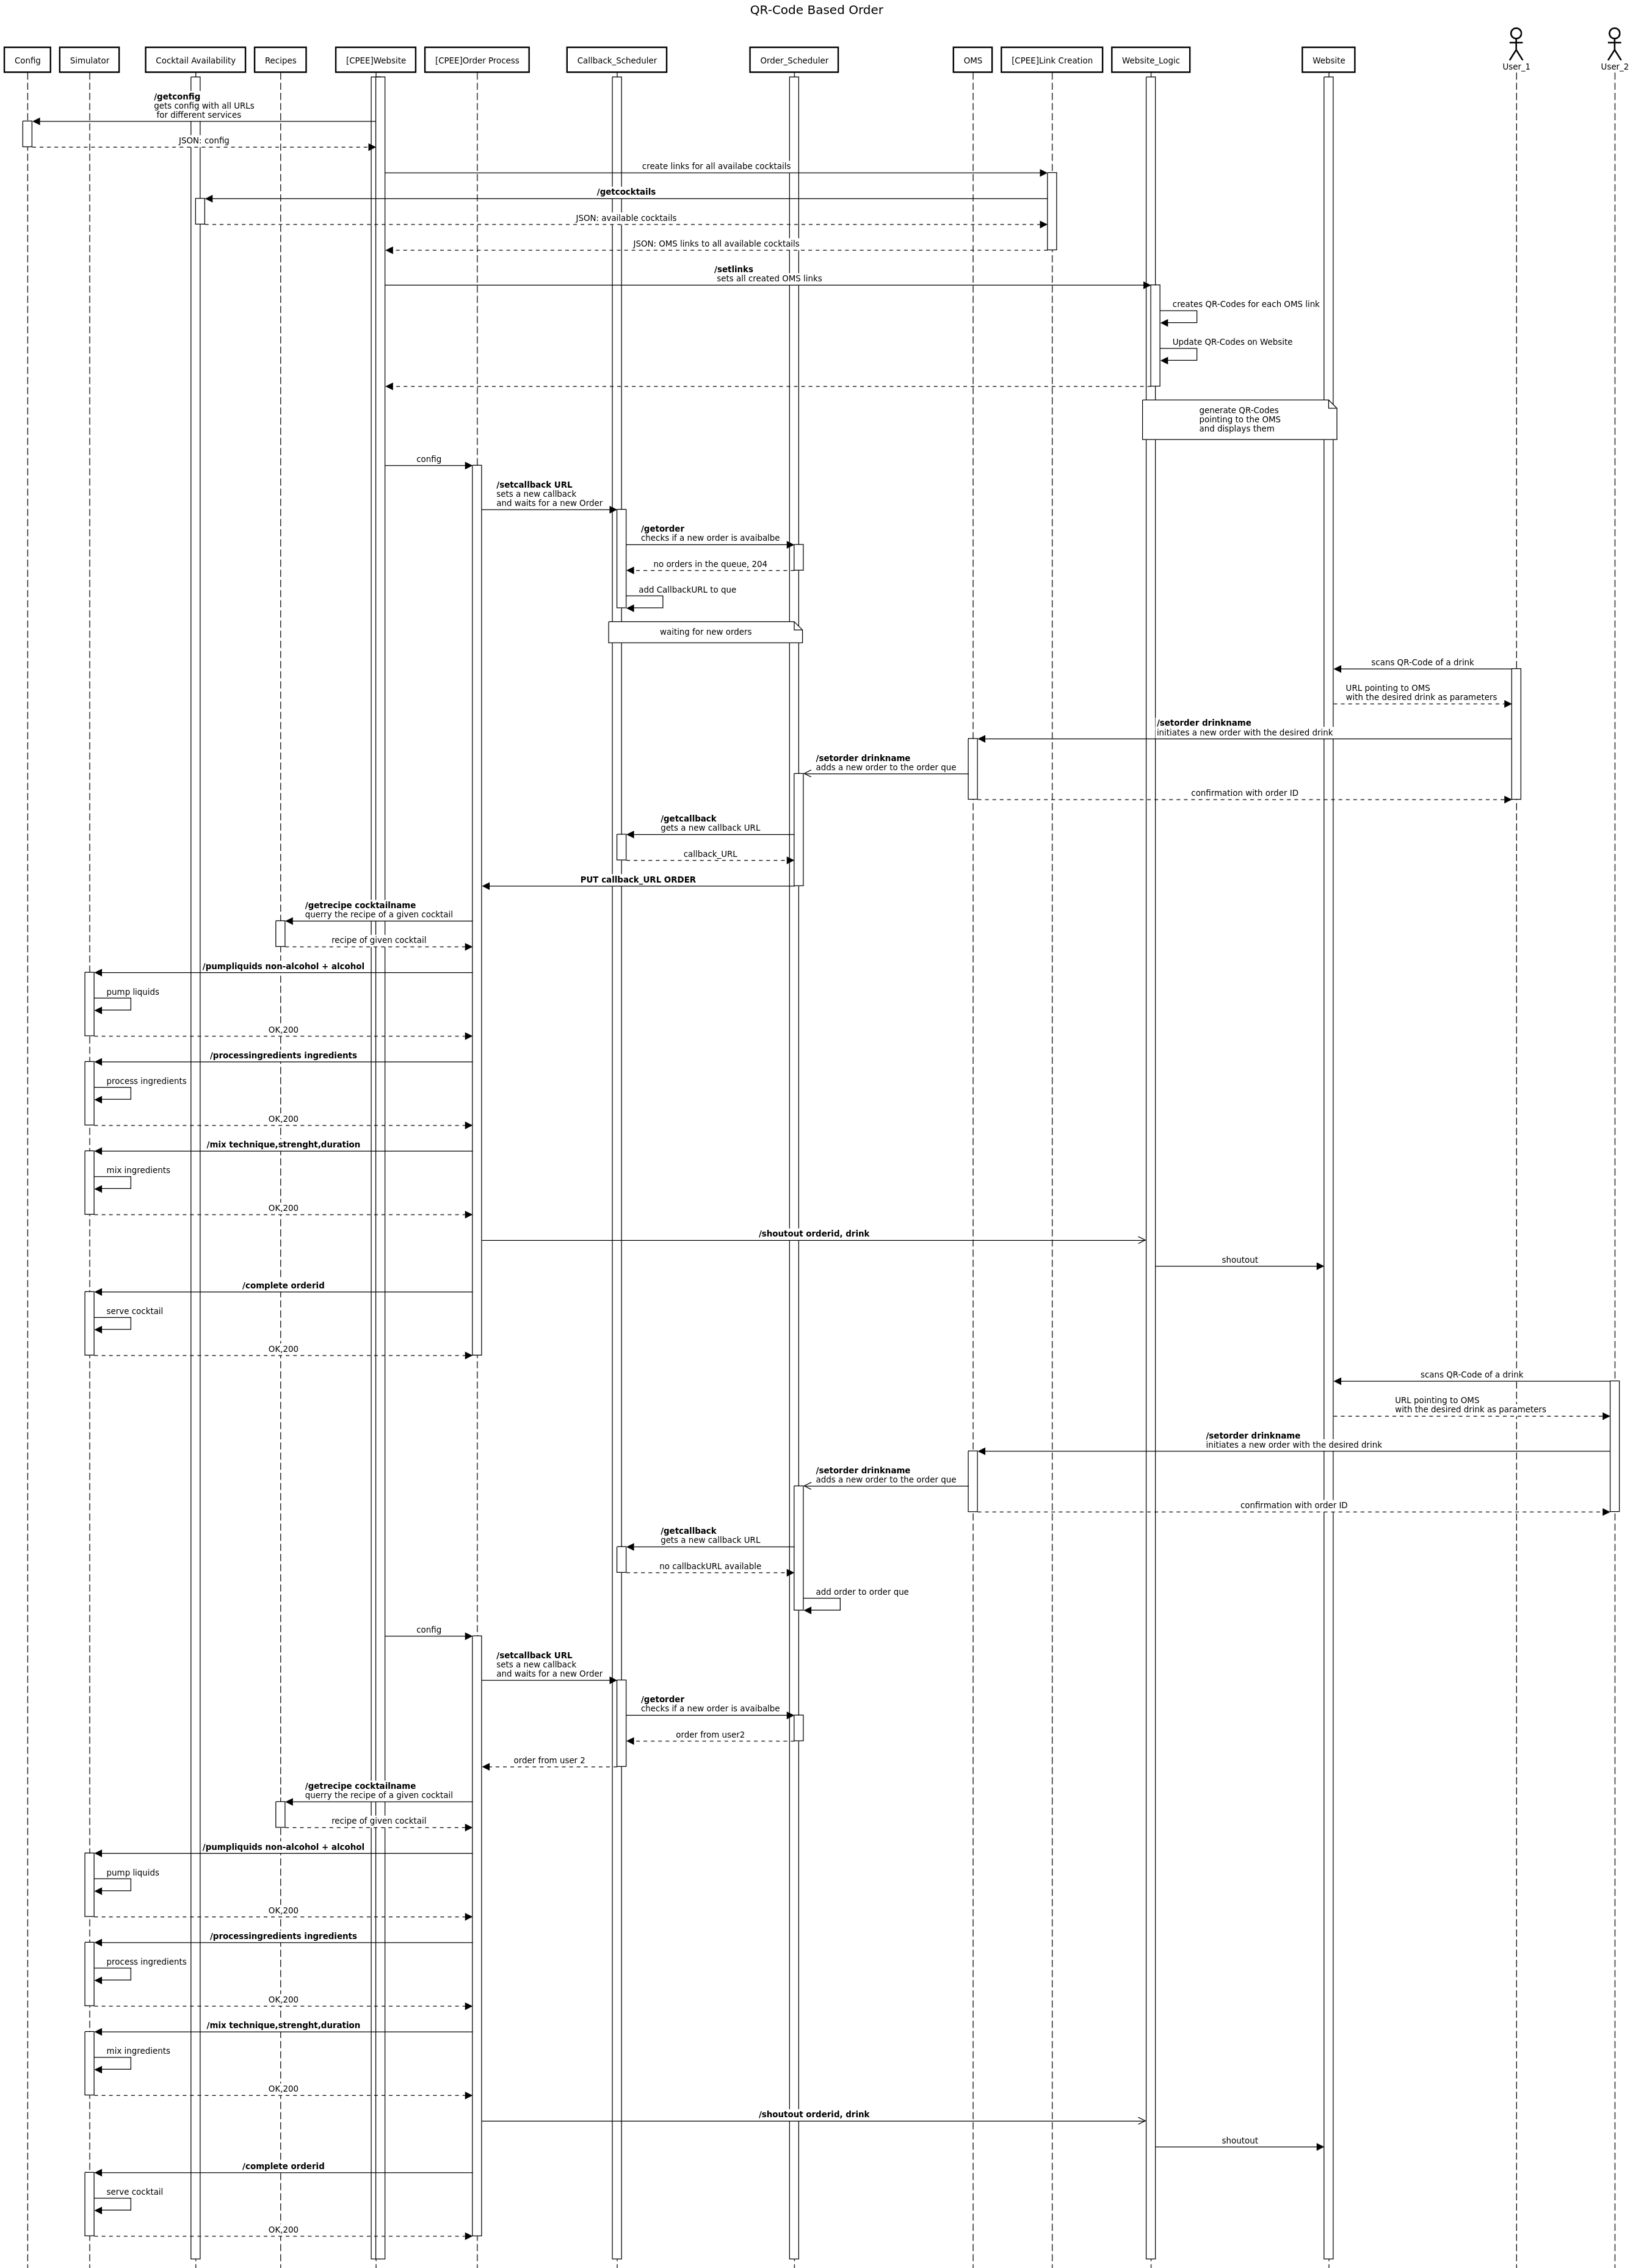 QR-Code Based Order
Config
Simulator
Cocktail Availability
Recipes
[CPEE]Website
[CPEE]Order Process
Callback_Scheduler
Order_Scheduler
OMS
[CPEE]Link Creation
Website_Logic
Website
User_1
User_2
/getconfig
gets config with all URLs
for different services
JSON: config
create links for all availabe cocktails
/getcocktails
JSON: available cocktails
JSON: OMS links to all available cocktails
/setlinks
sets all created OMS links
creates QR-Codes for each OMS link
Update QR-Codes on Website
generate QR-Codes
pointing to the OMS
and displays them
config
/setcallback URL
sets a new callback
and waits for a new Order
/getorder
checks if a new order is avaibalbe
no orders in the queue, 204
add CallbackURL to que
waiting for new orders
scans QR-Code of a drink
URL pointing to OMS
with the desired drink as parameters
/setorder drinkname
initiates a new order with the desired drink
/setorder drinkname
adds a new order to the order que
confirmation with order ID
/getcallback
gets a new callback URL
callback_URL
PUT callback_URL ORDER
/getrecipe cocktailname
querry the recipe of a given cocktail
recipe of given cocktail
/pumpliquids non-alcohol + alcohol
pump liquids
OK,200
/processingredients ingredients
process ingredients
OK,200
/mix technique,strenght,duration
mix ingredients
OK,200
/shoutout orderid, drink
shoutout
/complete orderid
serve cocktail
OK,200
scans QR-Code of a drink
URL pointing to OMS
with the desired drink as parameters
/setorder drinkname
initiates a new order with the desired drink
/setorder drinkname
adds a new order to the order que
confirmation with order ID
/getcallback
gets a new callback URL
no callbackURL available
add order to order que
config
/setcallback URL
sets a new callback
and waits for a new Order
/getorder
checks if a new order is avaibalbe
order from user2
order from user 2
/getrecipe cocktailname
querry the recipe of a given cocktail
recipe of given cocktail
/pumpliquids non-alcohol + alcohol
pump liquids
OK,200
/processingredients ingredients
process ingredients
OK,200
/mix technique,strenght,duration
mix ingredients
OK,200
/shoutout orderid, drink
shoutout
/complete orderid
serve cocktail
OK,200